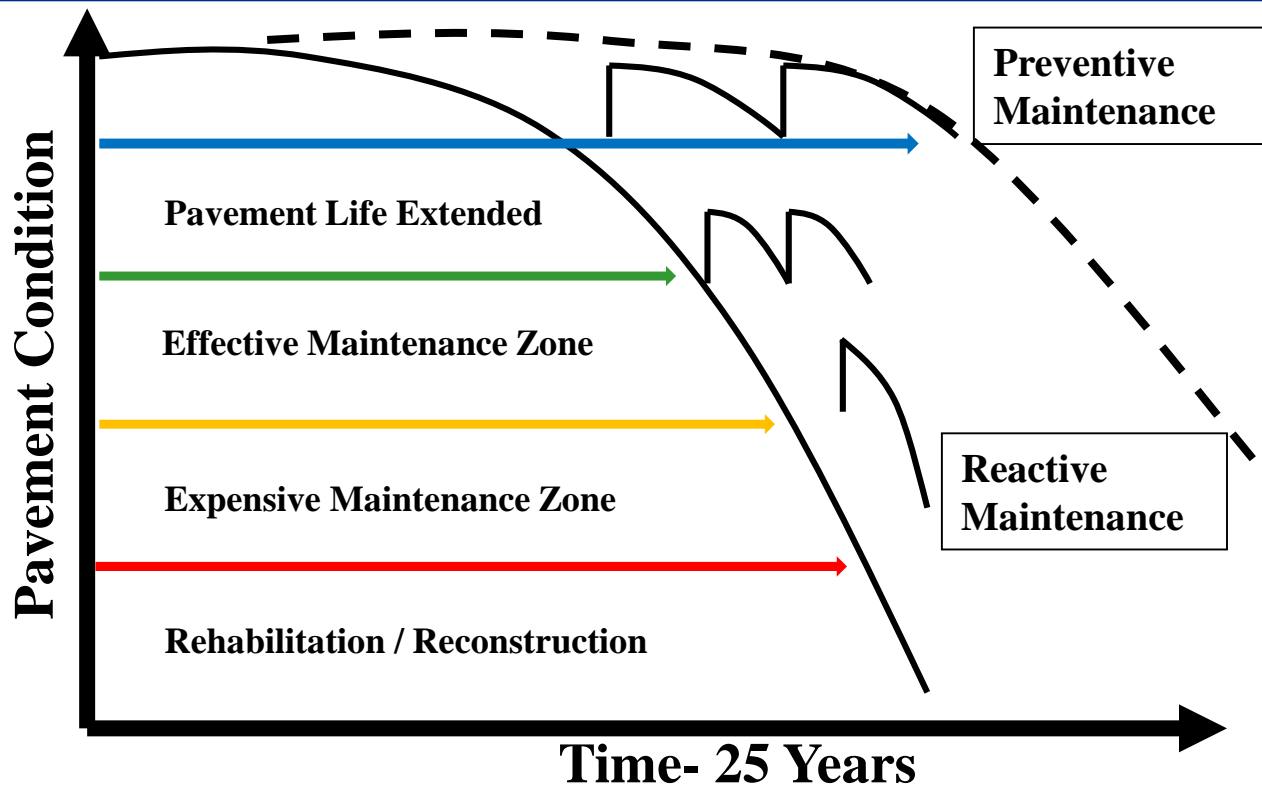 Preventive
Maintenance
Pavement Condition
Pavement Life Extended
Effective Maintenance Zone
Expensive Maintenance Zone
Reactive
Maintenance
Rehabilitation / Reconstruction
Time- 25 Years